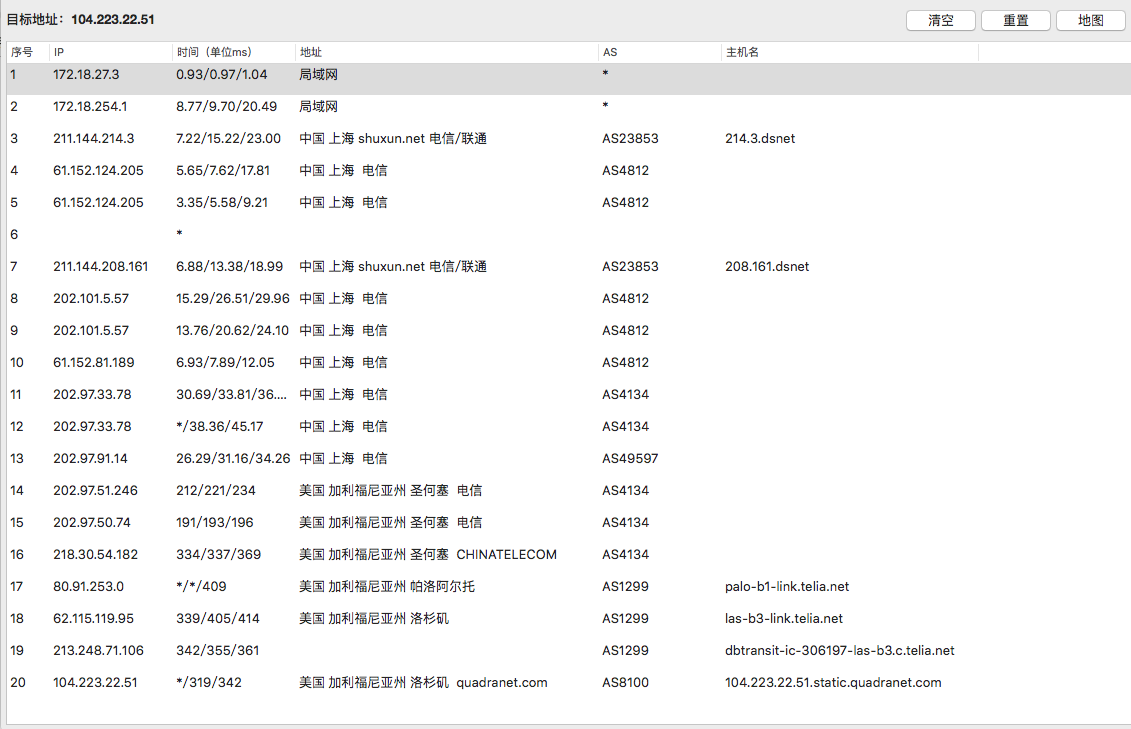 目标地址：104.223.22.51 清空 重置 地图
序号 IP 时间（单位ms） 地址 AS 主机名
1 172.18.27.3 0.93/0.97/1.04 局域网 *
2 172.18.254.1 8.77/9.70/20.49 局域网 *
3 211.144.214.3 7.22/15.22/23.00 中国 上海 shuxun.net 电信/联通 AS23853 214.3.dsnet
4 61.152.124.205 5.65/7.62/17.81 中国 上海 电信 AS4812
5 61.152.124.205 3.35/5.58/9.21 中国 上海 电信 AS4812
6 *
7 211.144.208.161 6.88/13.38/18.99 中国 上海 shuxun.net 电信/联通 AS23853 208.161.dsnet
8 202.101.5.57 15.29/26.51/29.96 中国 上海 电信 AS4812
9 202.101.5.57 13.76/20.62/24.10 中国 上海 电信 AS4812
10 61.152.81.189 6.93/7.89/12.05 中国 上海 电信 AS4812
11 202.97.33.78 30.69/33.81/36.... 中国 上海 电信 AS4134
12 202.97.33.78 */38.36/45.17 中国 上海 电信 AS4134
13 202.97.91.14 26.29/31.16/34.26 中国 上海 电信 AS49597
14 202.97.51.246 212/221/234 美国 加利福尼亚州 圣何塞 电信 AS4134
15 202.97.50.74 191/193/196 美国 加利福尼亚州 圣何塞 电信 AS4134
16 218.30.54.182 334/337/369 美国 加利福尼亚州 圣何塞 CHINATELECOM AS4134
17 80.91.253.0 */*/409 美国 加利福尼亚州 帕洛阿尔托 AS1299 palo-b1-link.telia.net
18 62.115.119.95 339/405/414 美国 加利福尼亚州 洛杉矶 AS1299 las-b3-link.telia.net
19 213.248.71.106 342/355/361 AS1299 dbtransit-ic-306197-las-b3.c.telia.net
20 104.223.22.51 */319/342 美国 加利福尼亚州 洛杉矶 quadranet.com AS8100 104.223.22.51.static.quadranet.com